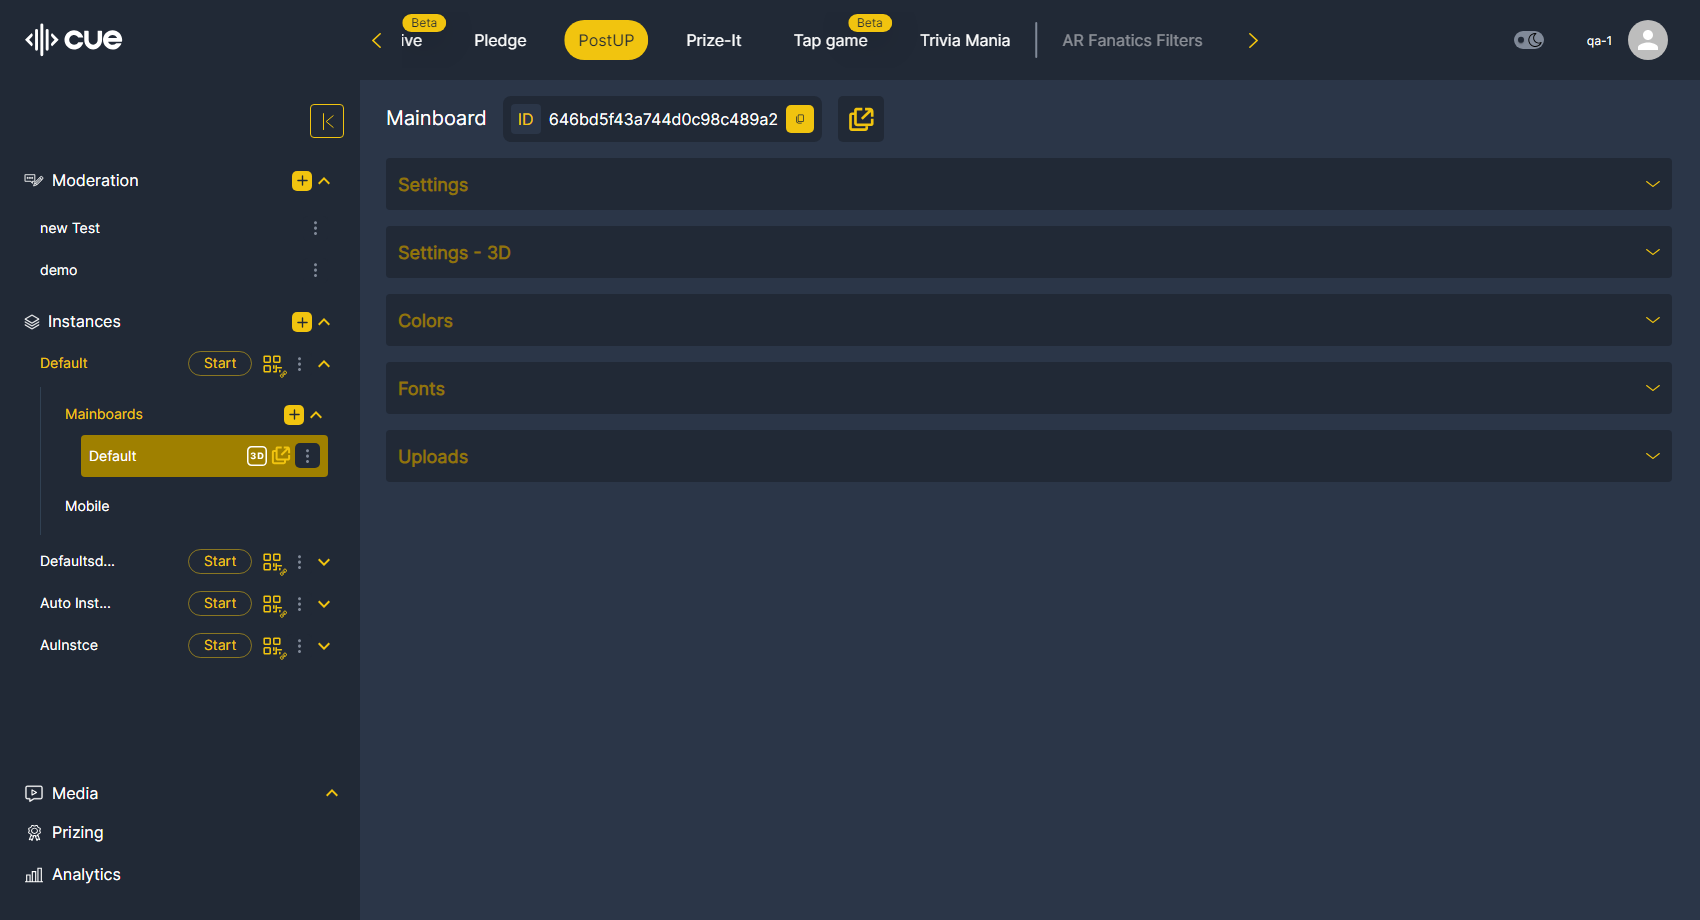 cue
Beta
ive
Pledge
PostUP
Prize-It
Beta
Tap game
Trivia Mania
AR Fanatics Filters
qa-1
Moderation
new Test
demo
Instances
Default
Start
Mainboards
Default
3D
Mobile
Defaultsd...
Start
Auto Inst...
Start
AuInstce
Start
Media
Prizing
Analytics
Mainboard
ID 646bd5f43a744d0c98c489a2
Settings
Settings - 3D
Colors
Fonts
Uploads